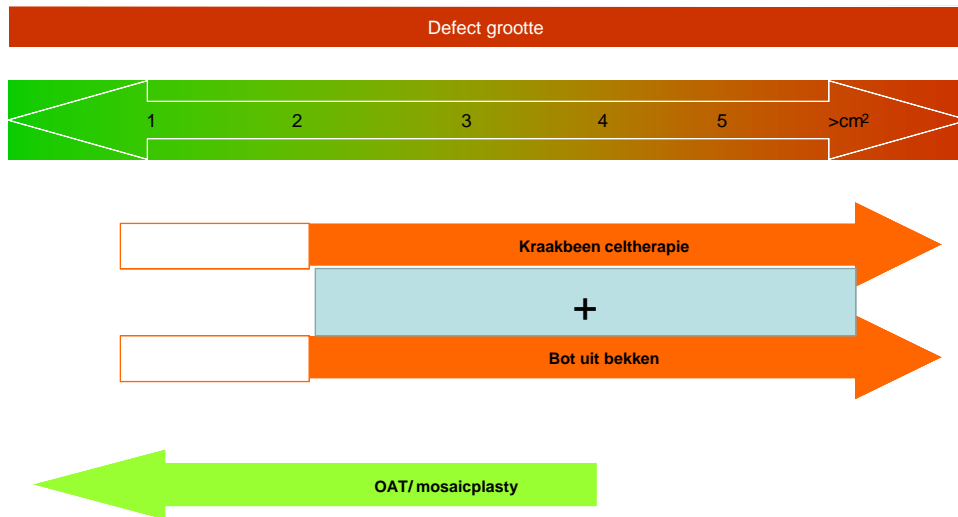 Defect grootte
1 2 3 4 5 >cm²
Kraakbeen celtherapie
+
Bot uit bekken
OAT/ mosaicplasty